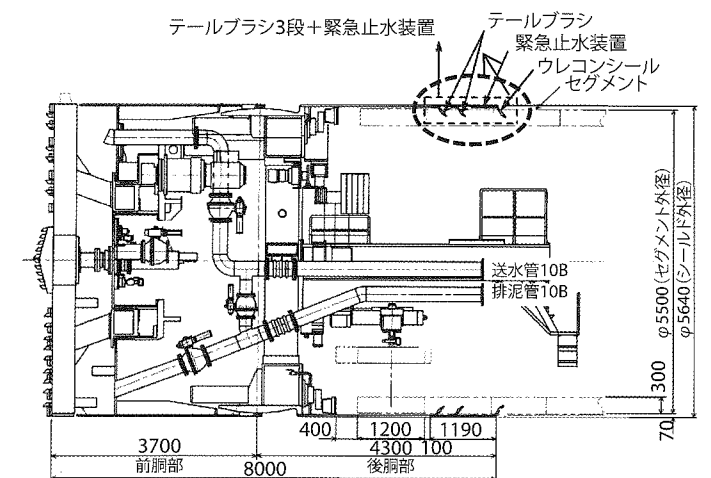 テールブラシ3段＋緊急止水装置
テールブラシ
緊急止水装置
ウレコンシール
セグメント
送水管10B
排泥管10B
φ5500（セグメント外径）
φ5640（シールド外径）
300
70
400
1200
100
1190
3700
4300
前胴部
後胴部
8000